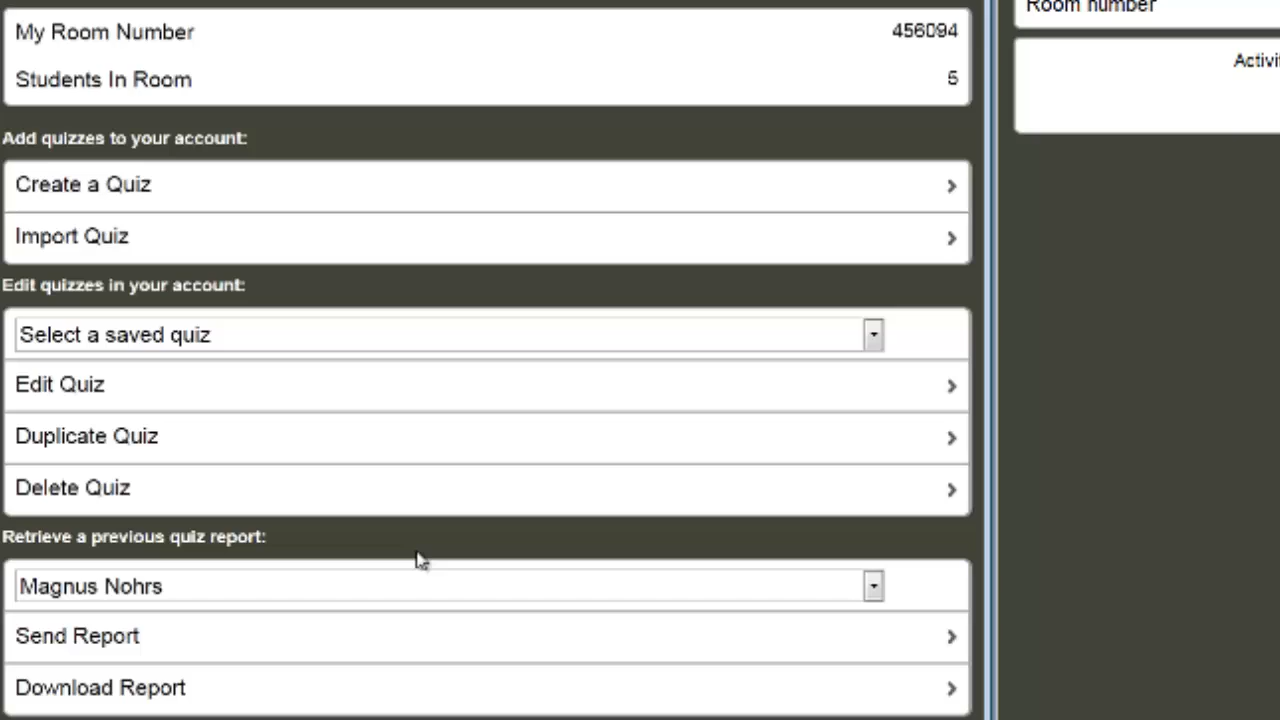 My Room Number 456094
Students In Room 5
Add quizzes to your account:
Create a Quiz
Import Quiz
Edit quizzes in your account:
Select a saved quiz
Edit Quiz
Duplicate Quiz
Delete Quiz
Retrieve a previous quiz report:
Magnus Nohrs
Send Report
Download Report
Room number